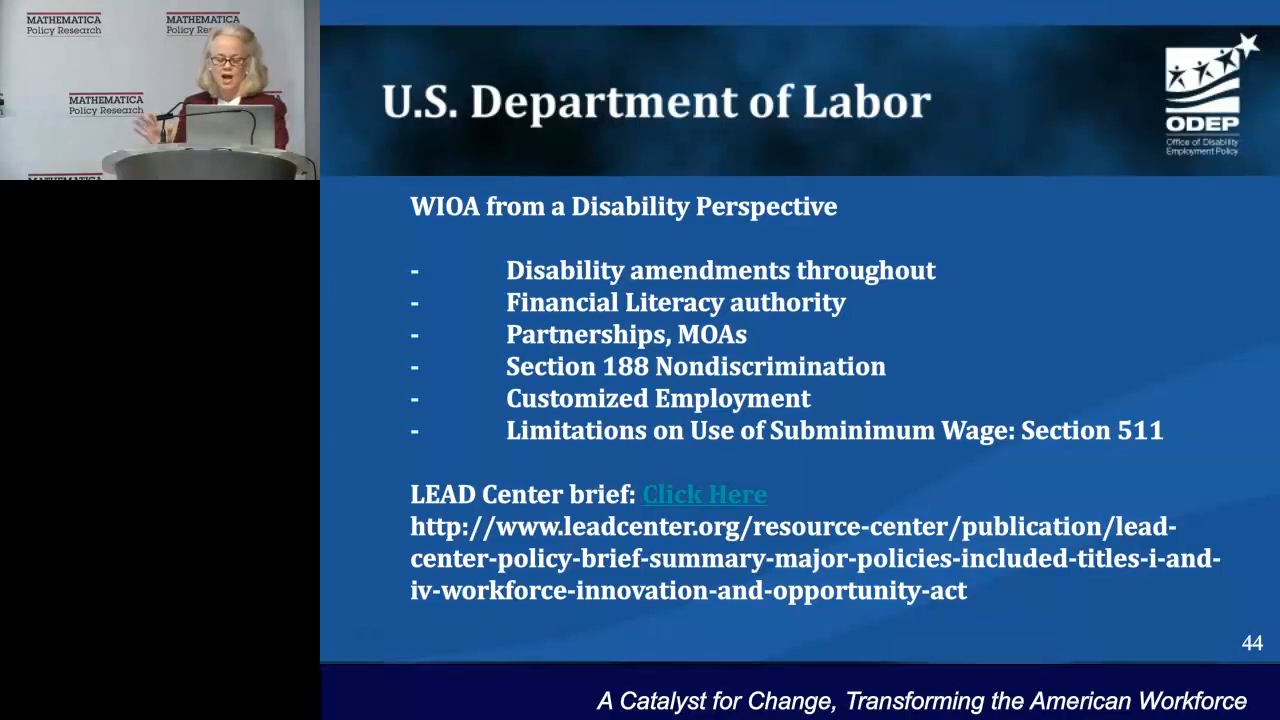 MATHEMATICA
Policy Research
MATHEMATICA
Policy Research
MATHEMATICA
Policy Research
MATHEMATICA
U.S. Department of Labor
ODEP
Office of Disability
Employment Policy
WIOA from a Disability Perspective
- Disability amendments throughout
- Financial Literacy authority
- Partnerships, MOAs
- Section 188 Nondiscrimination
- Customized Employment
- Limitations on Use of Subminimum Wage: Section 511
LEAD Center brief: Click Here
http://www.leadcenter.org/resource-center/publication/lead-
center-policy-brief-summary-major-policies-included-titles-i-and-
iv-workforce-innovation-and-opportunity-act
44
A Catalyst for Change, Transforming the American Workforce